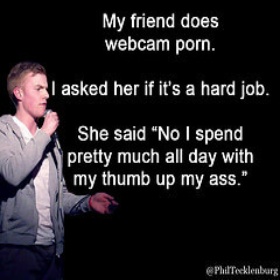 My friend does
webcam porn.
I asked her if it's a hard job.
She said “No I spend
pretty much all day with
my thumb up my ass.”
@PhilTecklenburg